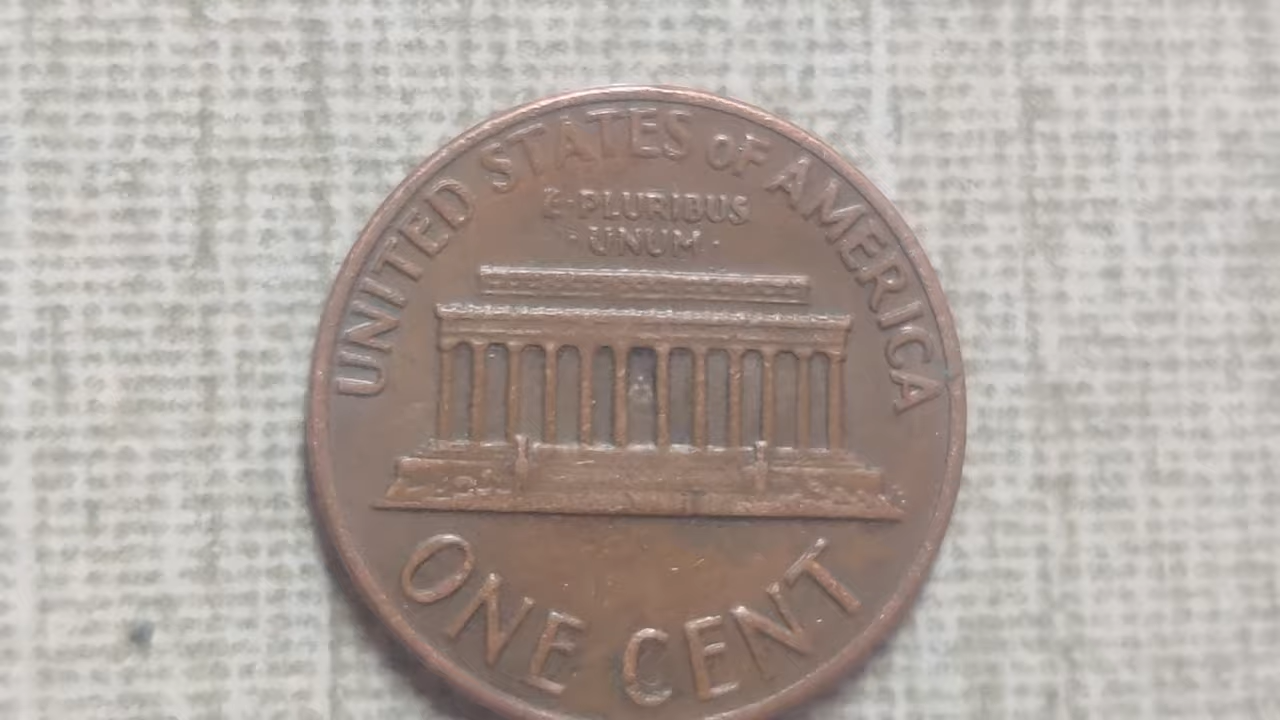 UNITED STATES OF AMERICA
E·PLURIBUS
·UNUM·
ONE CENT